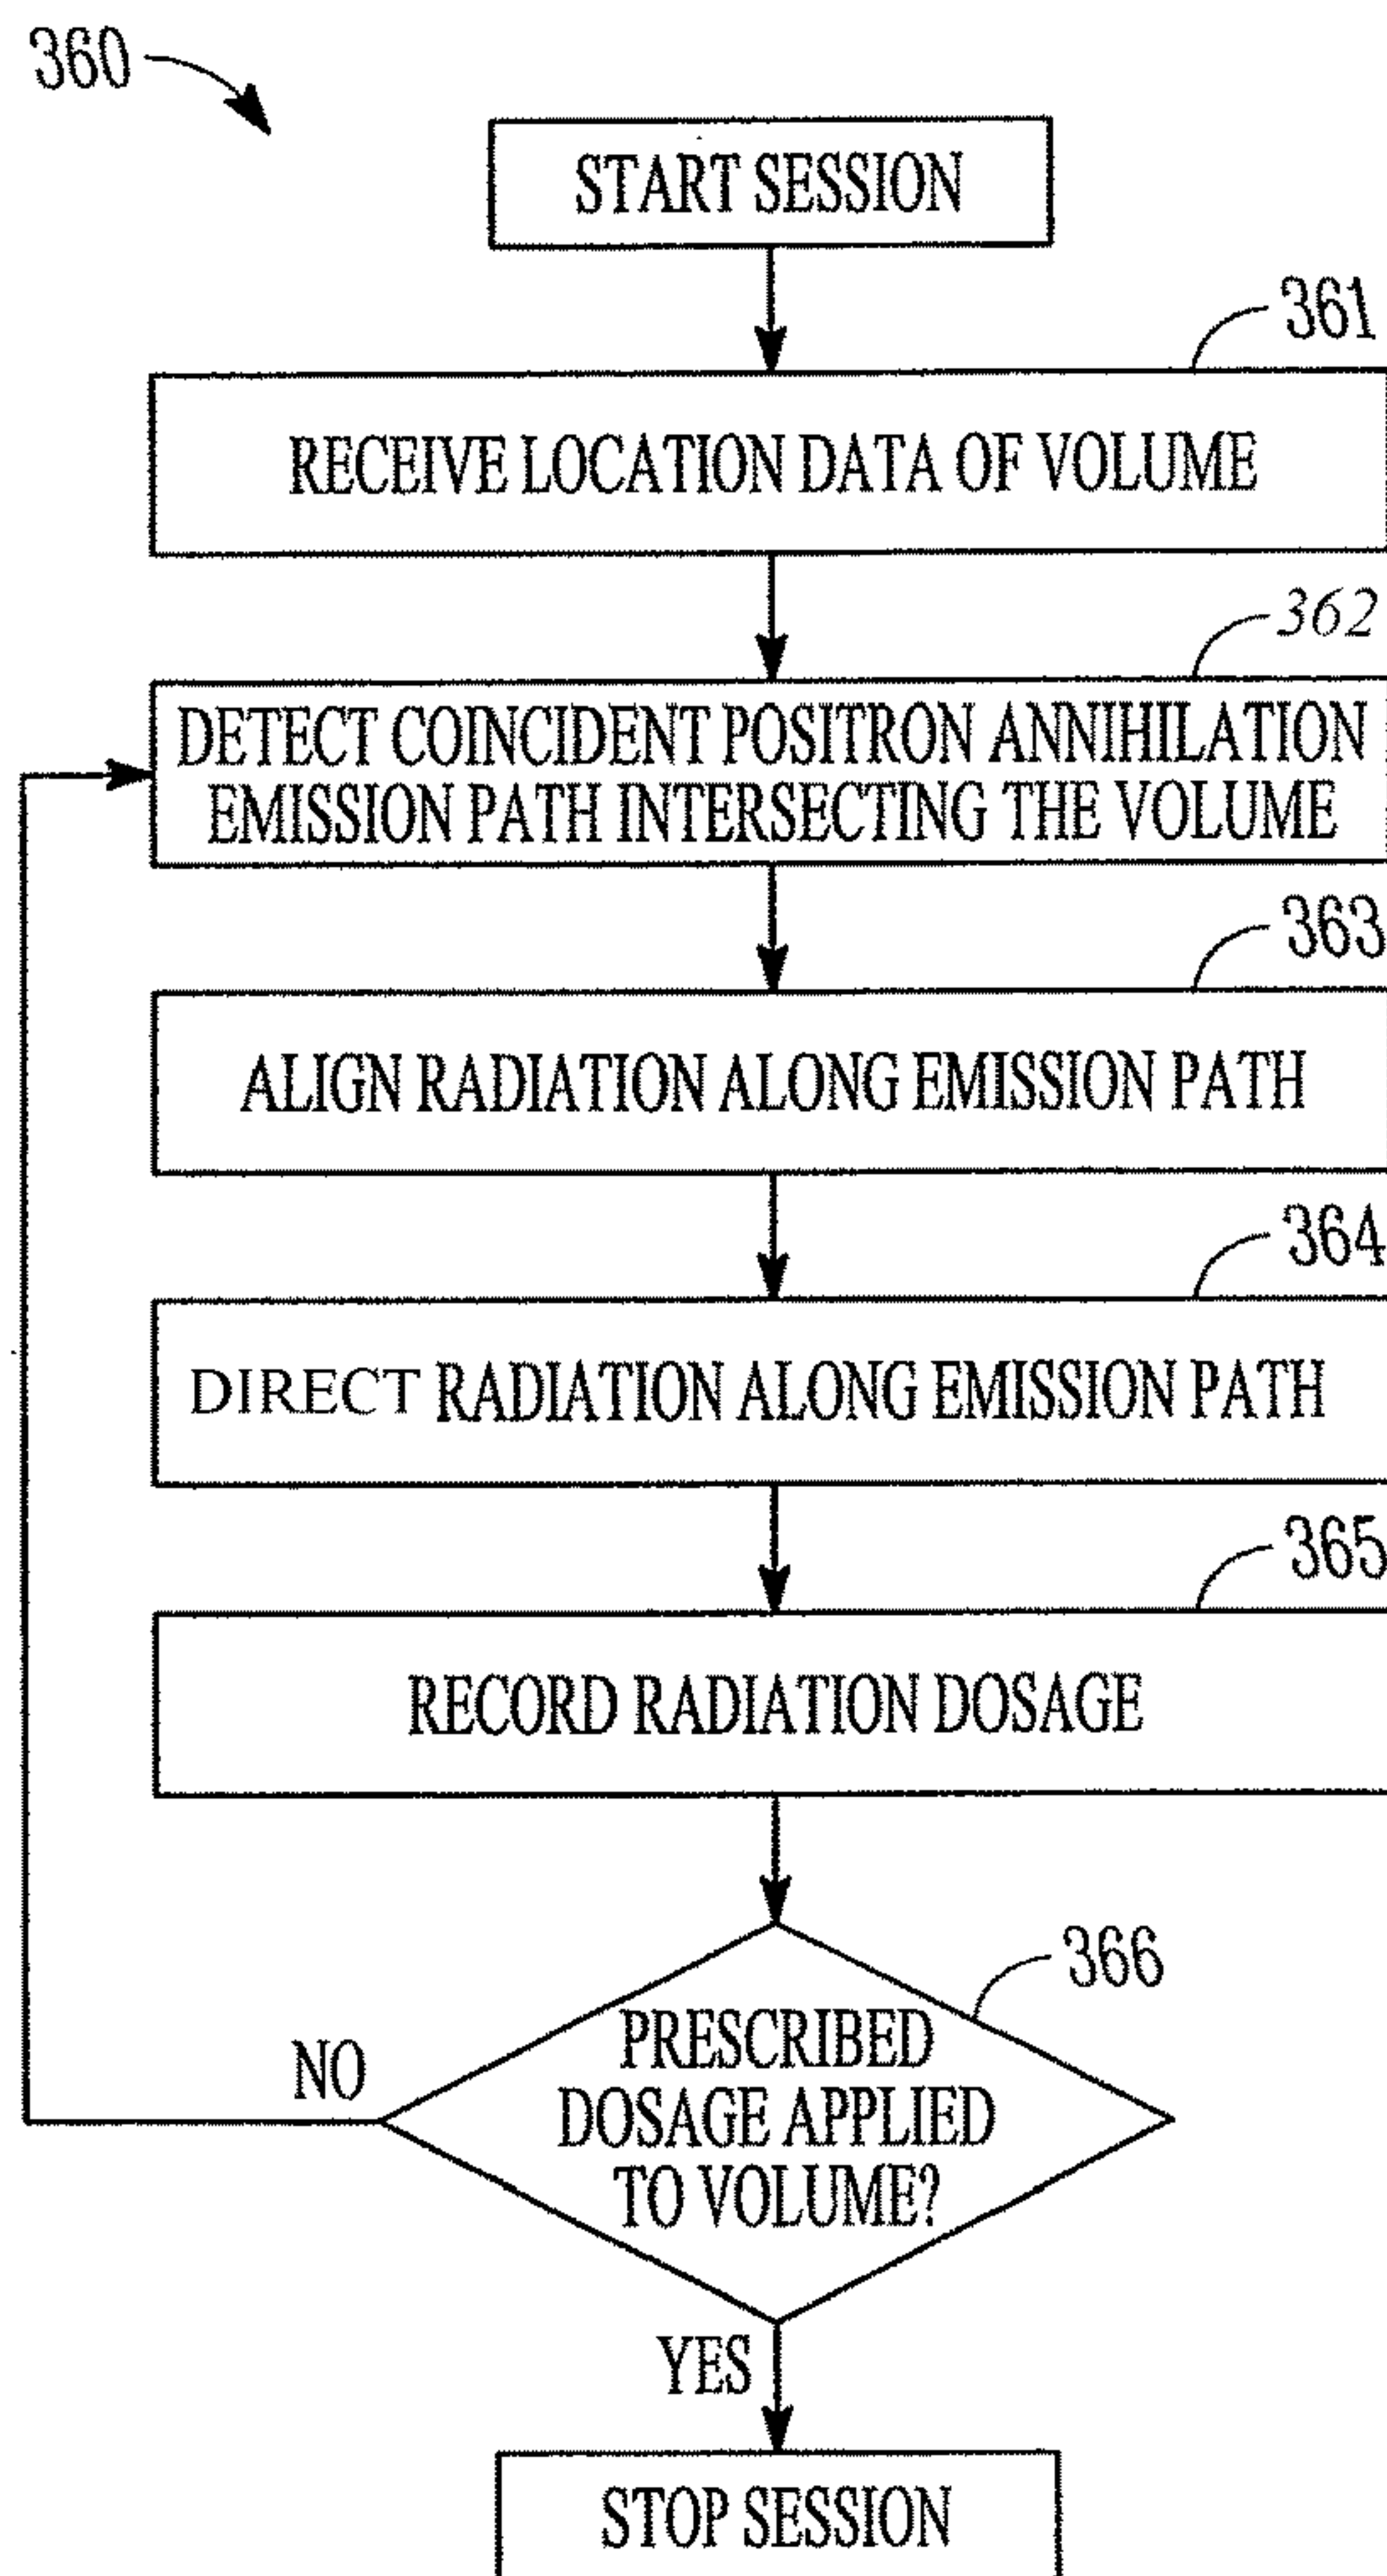 360
START SESSION
361
RECEIVE LOCATION DATA OF VOLUME
362
DETECT COINCIDENT POSITRON ANNIHILATION
EMISSION PATH INTERSECTING THE VOLUME
363
ALIGN RADIATION ALONG EMISSION PATH
364
DIRECT RADIATION ALONG EMISSION PATH
365
RECORD RADIATION DOSAGE
366
PRESCRIBED
DOSAGE APPLIED
TO VOLUME?
NO
YES
STOP SESSION